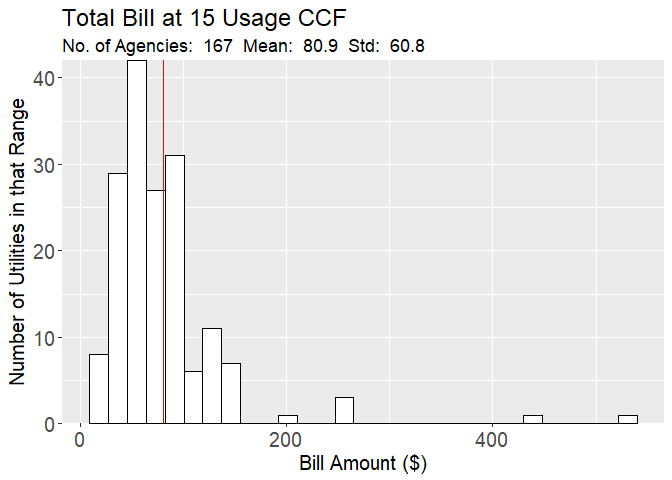 Total Bill at 15 Usage CCF
No. of Agencies:  167  Mean:  80.9  Std:  60.8
Number of Utilities in that Range
40
30
20
10
0
0 200 400
Bill Amount ($)